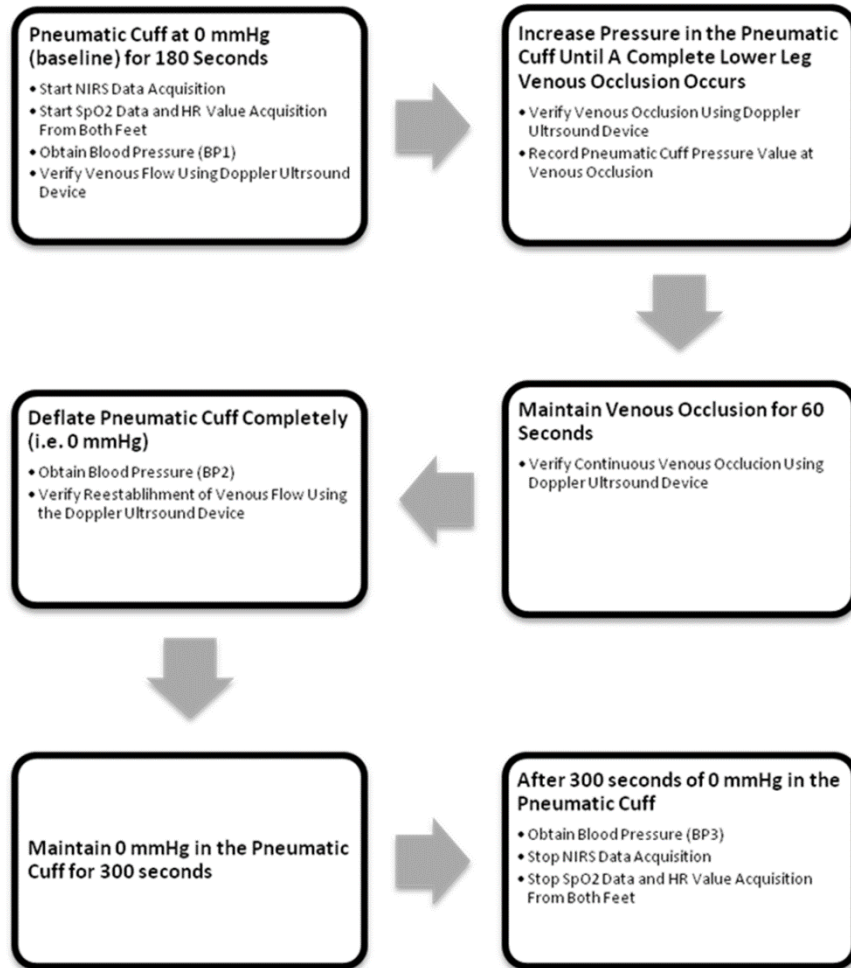 Pneumatic Cuff at 0 mmHg
(baseline) for 180 Seconds
• Start NIRS Data Acquisition
• Start SpO2 Data and HR Value Acquisition
From Both Feet
• Obtain Blood Pressure (BP1)
• Verify Venous Flow Using Doppler Ultrsound
Device
Increase Pressure in the Pneumatic
Cuff Until A Complete Lower Leg
Venous Occlusion Occurs
• Verify Venous Occlusion Using Doppler
Ultrsound Device
• Record Pneumatic Cuff Pressure Value at
Venous Occlusion
Maintain Venous Occlusion for 60
Seconds
• Verify Continuous Venous Occlucion Using
Doppler Ultrsound Device
Deflate Pneumatic Cuff Completely
(i.e. 0 mmHg)
• Obtain Blood Pressure (BP2)
• Verify Reestablihment of Venous Flow Using
the Doppler Ultrsound Device
Maintain 0 mmHg in the Pneumatic
Cuff for 300 seconds
After 300 seconds of 0 mmHg in the
Pneumatic Cuff
• Obtain Blood Pressure (BP3)
• Stop NIRS Data Acquisition
• Stop SpO2 Data and HR Value Acquisition
From Both Feet